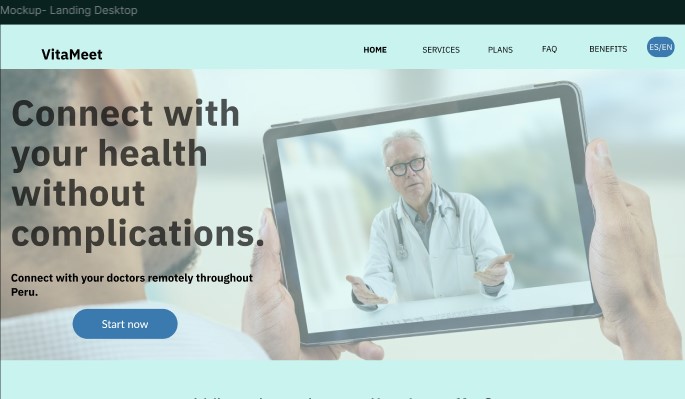 Mockup- Landing Desktop
VitaMeet
HOME
SERVICES
PLANS
FAQ
BENEFITS
ES/EN
Connect with
your health
without
complications.
Connect with your doctors remotely throughout
Peru.
Start now